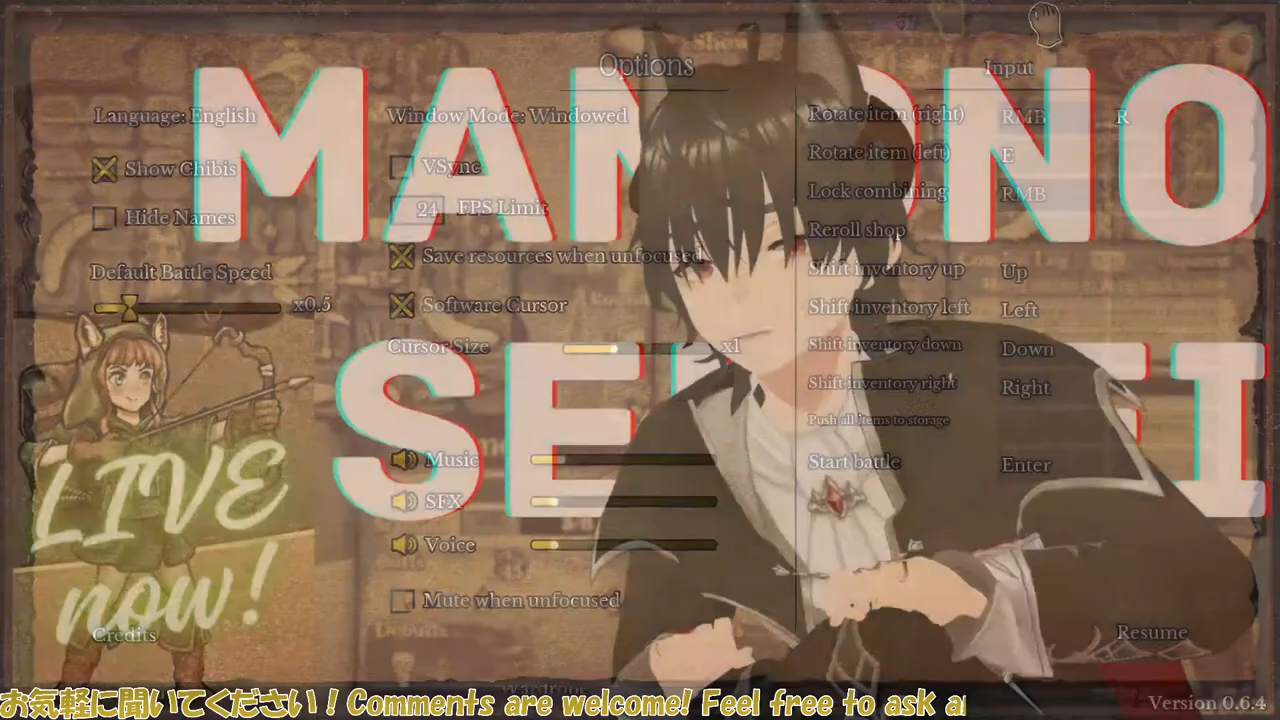 MAMONO
SEKEI
Options
Language: English
Show Chibis
Hide Names
Default Battle Speed
x0.5
Window Mode: Windowed
VSync
24 FPS Limit
Save resources when unfocused
Software Cursor
Cursor Size
x1
Music
SFX
Voice
Mute when unfocused
Input
Rotate item (right) RMB R
Rotate item (left) E
Lock combining RMB
Reroll shop
Shift inventory up Up
Shift inventory left Left
Shift inventory down Down
Shift inventory right Right
Push all items to storage
Start battle Enter
LIVE
now!
Credits
Resume
お気軽に聞いてください！Comments are welcome! Feel free to ask a
Version 0.6.4